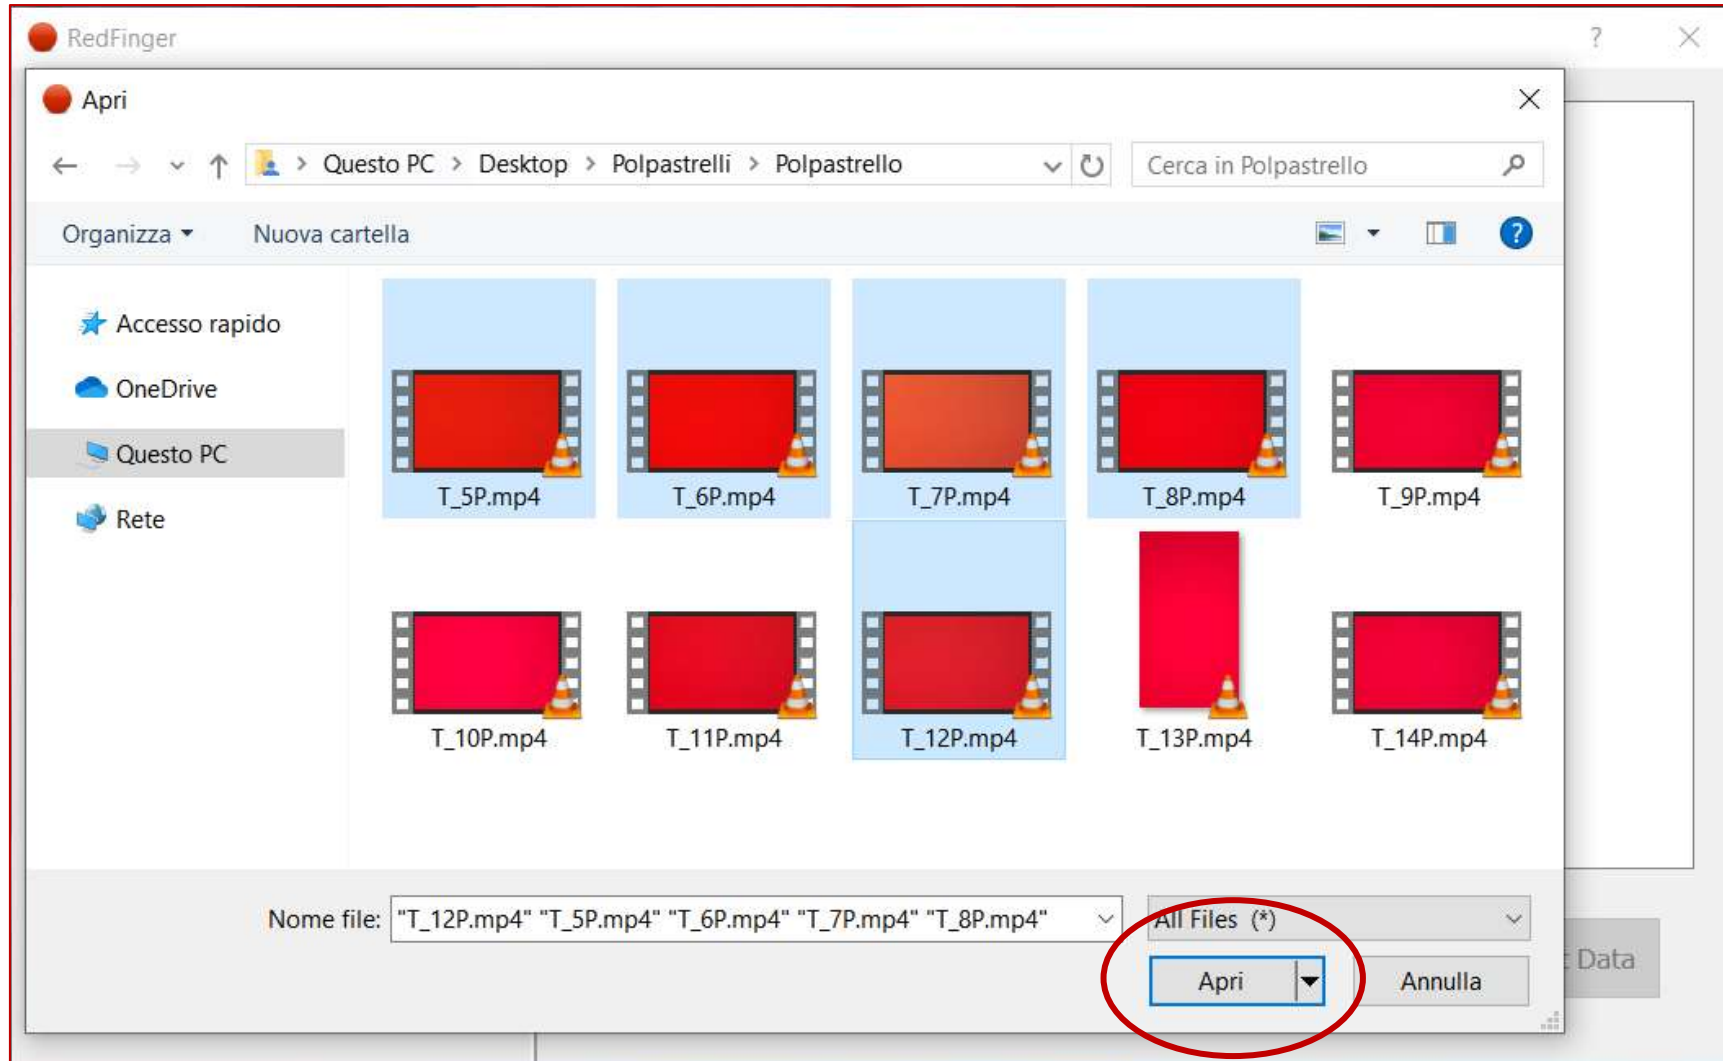 RedFinger
?
Apri
Questo PC > Desktop > Polpastrelli > Polpastrello
Cerca in Polpastrello
Organizza
Nuova cartella
?
Accesso rapido
OneDrive
Questo PC
Rete
T_5P.mp4
T_6P.mp4
T_7P.mp4
T_8P.mp4
T_9P.mp4
T_10P.mp4
T_11P.mp4
T_12P.mp4
T_13P.mp4
T_14P.mp4
Nome file: "T_12P.mp4" "T_5P.mp4" "T_6P.mp4" "T_7P.mp4" "T_8P.mp4"
All Files (*)
Data
Apri
Annulla